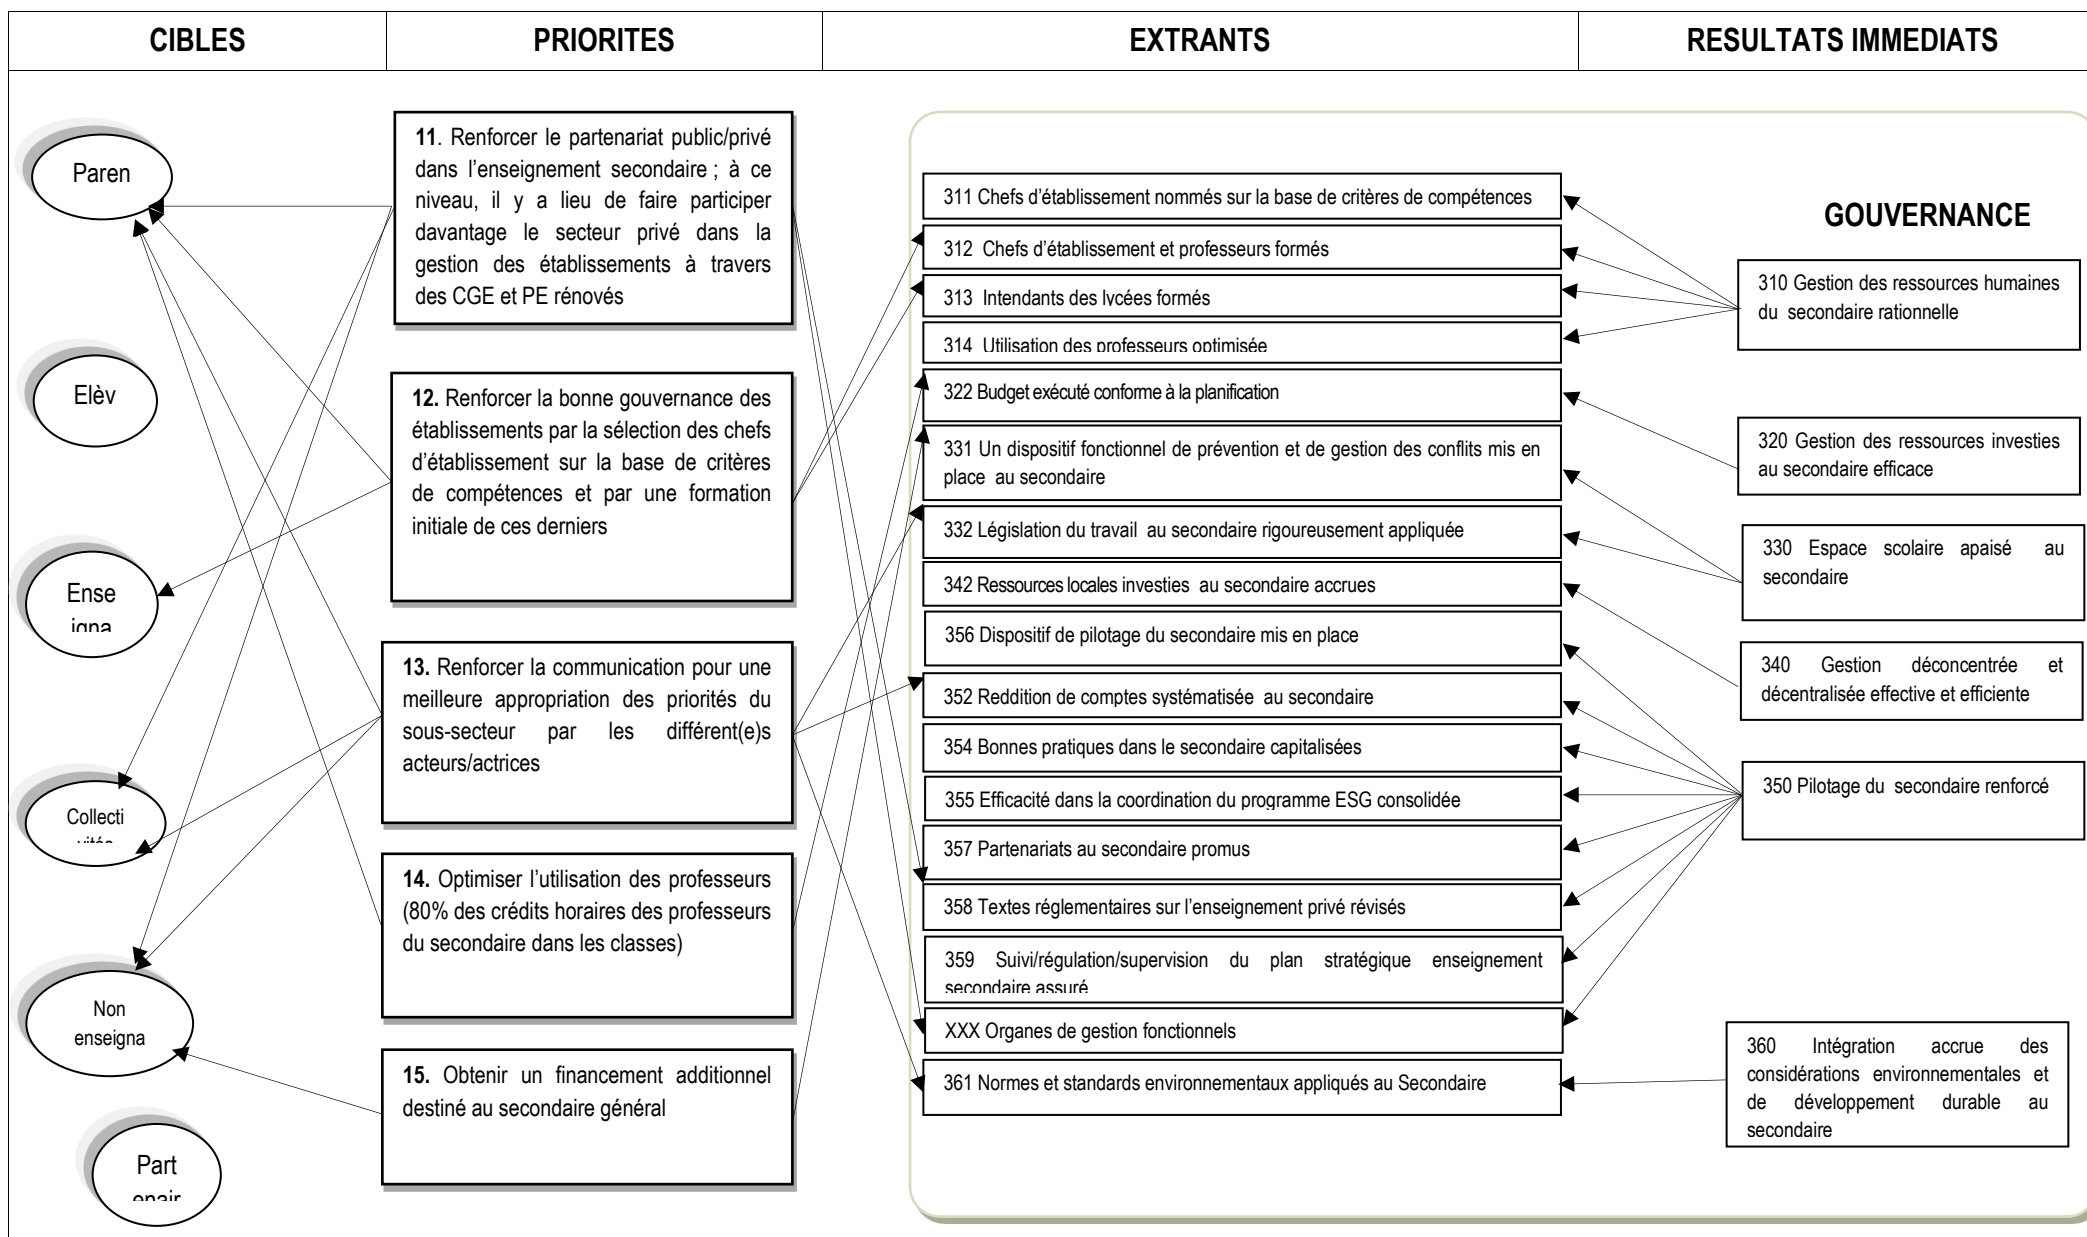 CIBLES
PRIORITES
EXTRANTS
RESULTATS IMMEDIATS
Paren
Elèv
Ense
igna
Collecti
vités
Non
enseigna
Part
enair
11. Renforcer le partenariat public/privé
dans l’enseignement secondaire ; à ce
niveau, il y a lieu de faire participer
davantage le secteur privé dans la
gestion des établissements à travers
des CGE et PE rénovés
12. Renforcer la bonne gouvernance des
établissements par la sélection des chefs
d’établissement sur la base de critères
de compétences et par une formation
initiale de ces derniers
13. Renforcer la communication pour une
meilleure appropriation des priorités du
sous-secteur par les différent(e)s
acteurs/actrices
14. Optimiser l’utilisation des professeurs
(80% des crédits horaires des professeurs
du secondaire dans les classes)
15. Obtenir un financement additionnel
destiné au secondaire général
311 Chefs d’établissement nommés sur la base de critères de compétences
312 Chefs d’établissement et professeurs formés
313 Intendants des lycées formés
314 Utilisation des professeurs optimisée
322 Budget exécuté conforme à la planification
331 Un dispositif fonctionnel de prévention et de gestion des conflits mis en
place au secondaire
332 Législation du travail au secondaire rigoureusement appliquée
342 Ressources locales investies au secondaire accrues
356 Dispositif de pilotage du secondaire mis en place
352 Reddition de comptes systématisée au secondaire
354 Bonnes pratiques dans le secondaire capitalisées
355 Efficacité dans la coordination du programme ESG consolidée
357 Partenariats au secondaire promus
358 Textes réglementaires sur l’enseignement privé révisés
359 Suivi/régulation/supervision du plan stratégique enseignement
secondaire assuré
XXX Organes de gestion fonctionnels
361 Normes et standards environnementaux appliqués au Secondaire
GOUVERNANCE
310 Gestion des ressources humaines
du secondaire rationnelle
320 Gestion des ressources investies
au secondaire efficace
330 Espace scolaire apaisé au
secondaire
340 Gestion déconcentrée et
décentralisée effective et efficiente
350 Pilotage du secondaire renforcé
360 Intégration accrue des
considérations environnementales et
de développement durable au
secondaire